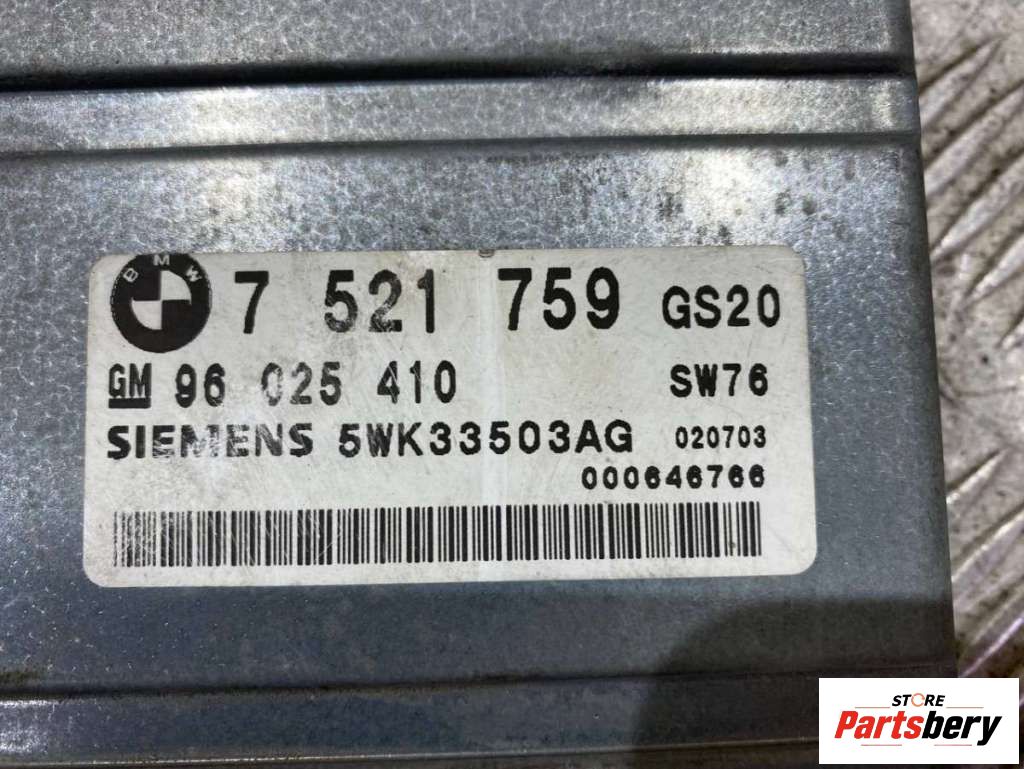 BMW 7 521 759 GS20
GM 96 025 410 SW76
SIEMENS 5WK33503AG 020703
000646766
STORE
Partsbery